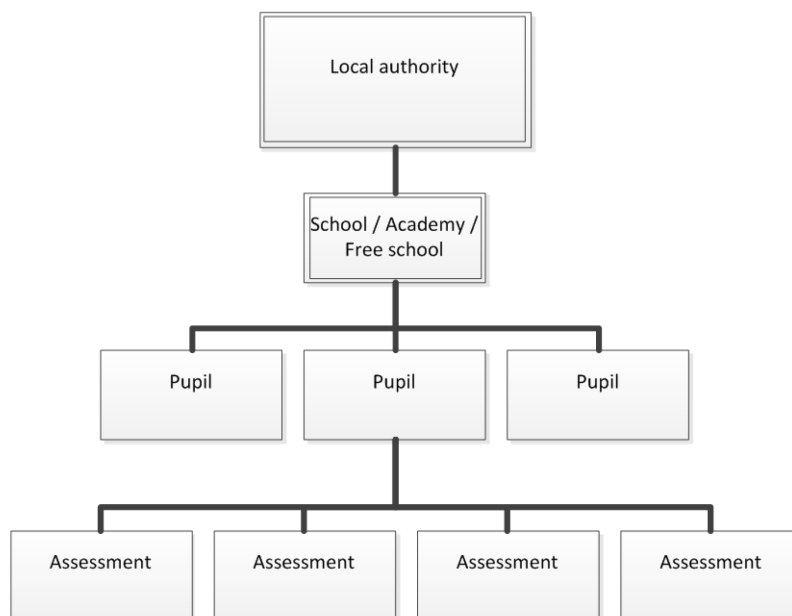 Local authority
School / Academy /
Free school
Pupil
Pupil
Pupil
Assessment
Assessment
Assessment
Assessment